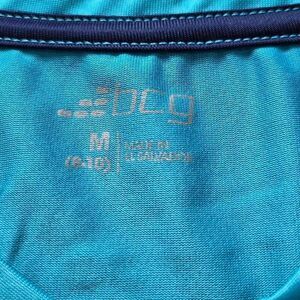 bcg
M
(8-10)
MADE IN
EL SALVADOR